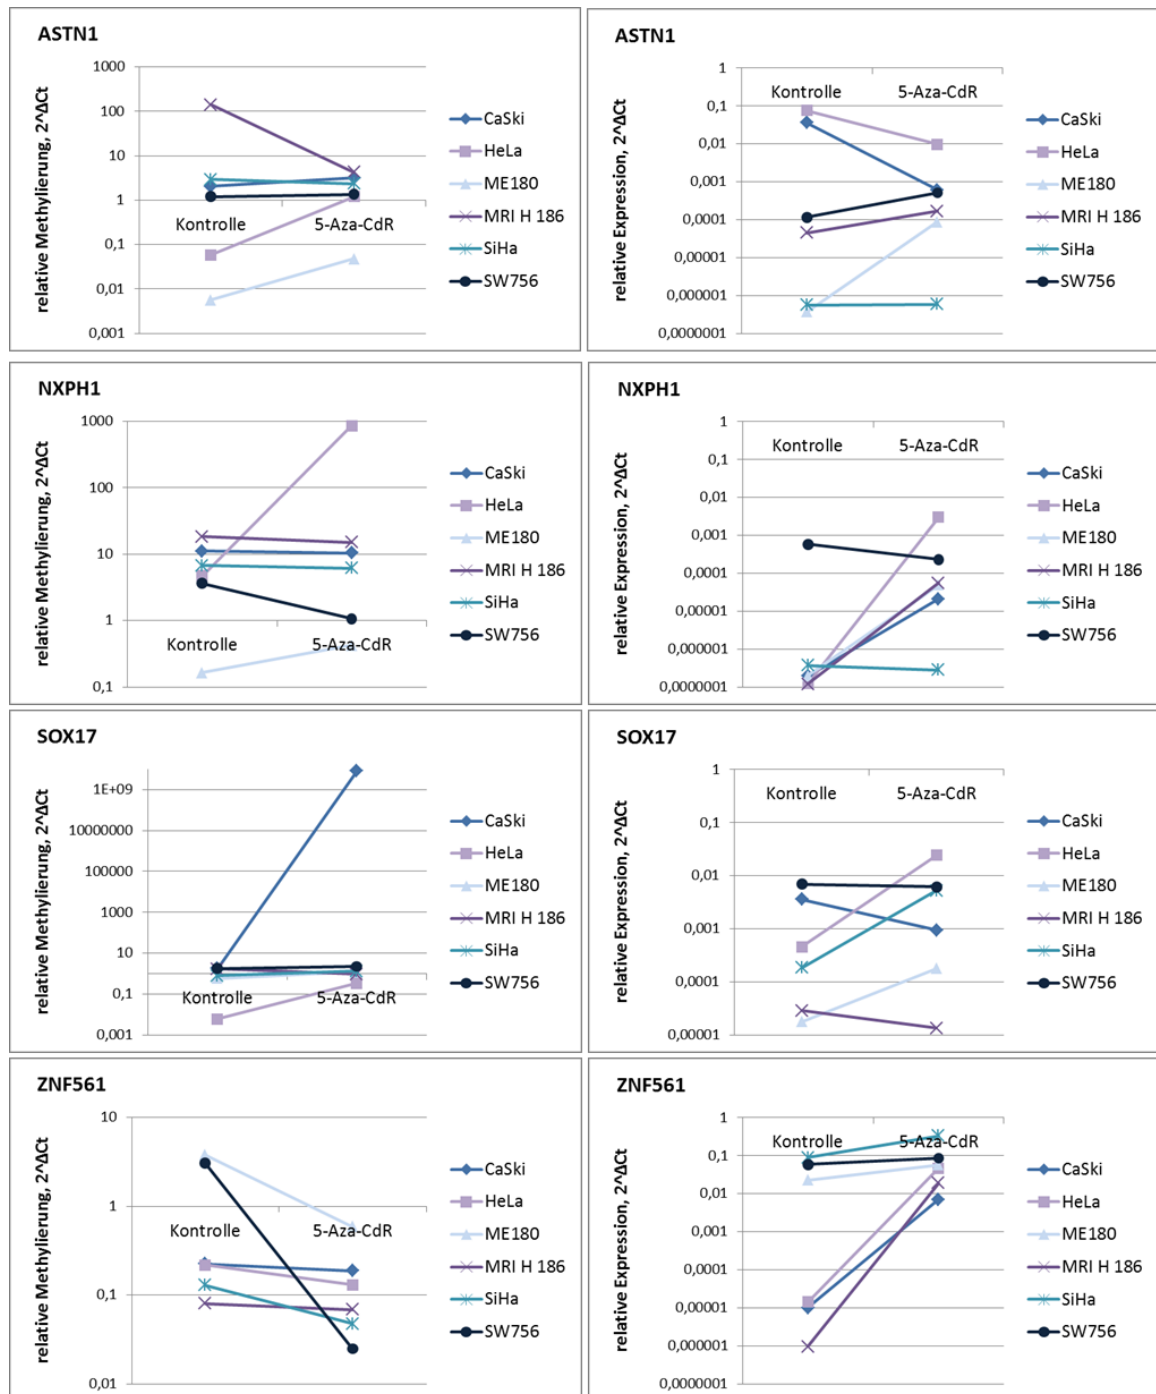 ASTN1
relative Methylierung, 2^ΔCt
1000
100
10
1
0,1
0,01
0,001
Kontrolle
5-Aza-CdR
CaSki
HeLa
ME180
MRI H 186
SiHa
SW756
ASTN1
relative Expression, 2^ΔCt
1
0,1
0,01
0,001
0,0001
0,00001
0,000001
0,0000001
Kontrolle
5-Aza-CdR
CaSki
HeLa
ME180
MRI H 186
SiHa
SW756
NXPH1
relative Methylierung, 2^ΔCt
1000
100
10
1
0,1
Kontrolle
5-Aza-CdR
CaSki
HeLa
ME180
MRI H 186
SiHa
SW756
NXPH1
relative Expression, 2^ΔCt
1
0,1
0,01
0,001
0,0001
0,00001
0,000001
0,0000001
Kontrolle
5-Aza-CdR
CaSki
HeLa
ME180
MRI H 186
SiHa
SW756
SOX17
relative Methylierung, 2^ΔCt
1E+09
10000000
100000
1000
10
0,1
0,001
Kontrolle
5-Aza-CdR
CaSki
HeLa
ME180
MRI H 186
SiHa
SW756
SOX17
relative Expression, 2^ΔCt
1
0,1
0,01
0,001
0,0001
0,00001
Kontrolle
5-Aza-CdR
CaSki
HeLa
ME180
MRI H 186
SiHa
SW756
ZNF561
relative Methylierung, 2^ΔCt
10
1
0,1
0,01
Kontrolle
5-Aza-CdR
CaSki
HeLa
ME180
MRI H 186
SiHa
SW756
ZNF561
relative Expression, 2^ΔCt
1
0,1
0,01
0,001
0,0001
0,00001
0,000001
0,0000001
Kontrolle
5-Aza-CdR
CaSki
HeLa
ME180
MRI H 186
SiHa
SW756